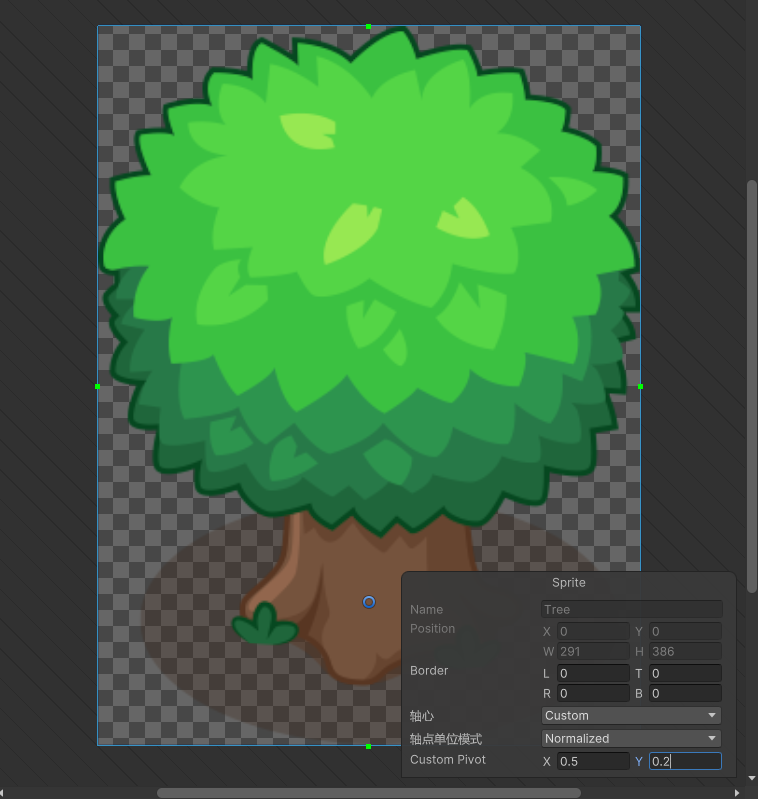 Sprite
Name Tree
Position X 0 Y 0
W 291 H 386
Border L 0 T 0
R 0 B 0
轴心 Custom
轴点单位模式 Normalized
Custom Pivot X 0.5 Y 0.2